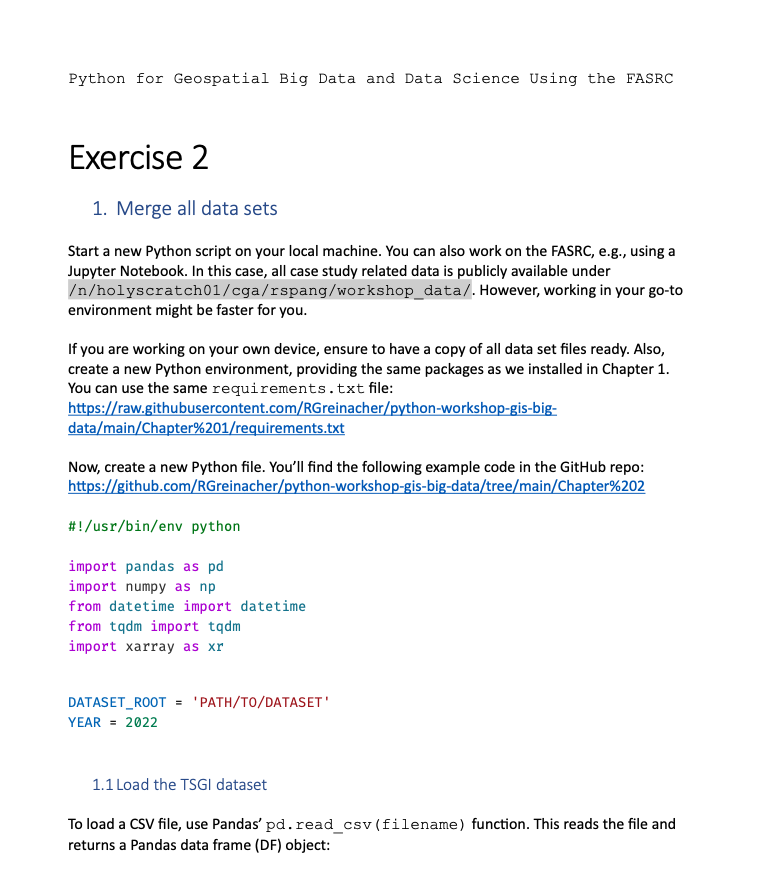 Python for Geospatial Big Data and Data Science Using the FASRC
Exercise 2
1. Merge all data sets
Start a new Python script on your local machine. You can also work on the FASRC, e.g., using a
Jupyter Notebook. In this case, all case study related data is publicly available under
/n/holyscratch01/cga/rspang/workshop_data/. However, working in your go-to
environment might be faster for you.
If you are working on your own device, ensure to have a copy of all data set files ready. Also,
create a new Python environment, providing the same packages as we installed in Chapter 1.
You can use the same requirements.txt file:
https://raw.githubusercontent.com/RGreinacher/python-workshop-gis-big-
data/main/Chapter%201/requirements.txt
Now, create a new Python file. You’ll find the following example code in the GitHub repo:
https://github.com/RGreinacher/python-workshop-gis-big-data/tree/main/Chapter%202
#!/usr/bin/env python
import pandas as pd
import numpy as np
from datetime import datetime
from tqdm import tqdm
import xarray as xr
DATASET_ROOT = 'PATH/TO/DATASET'
YEAR = 2022
1.1 Load the TSGI dataset
To load a CSV file, use Pandas’ pd.read_csv(filename) function. This reads the file and
returns a Pandas data frame (DF) object: